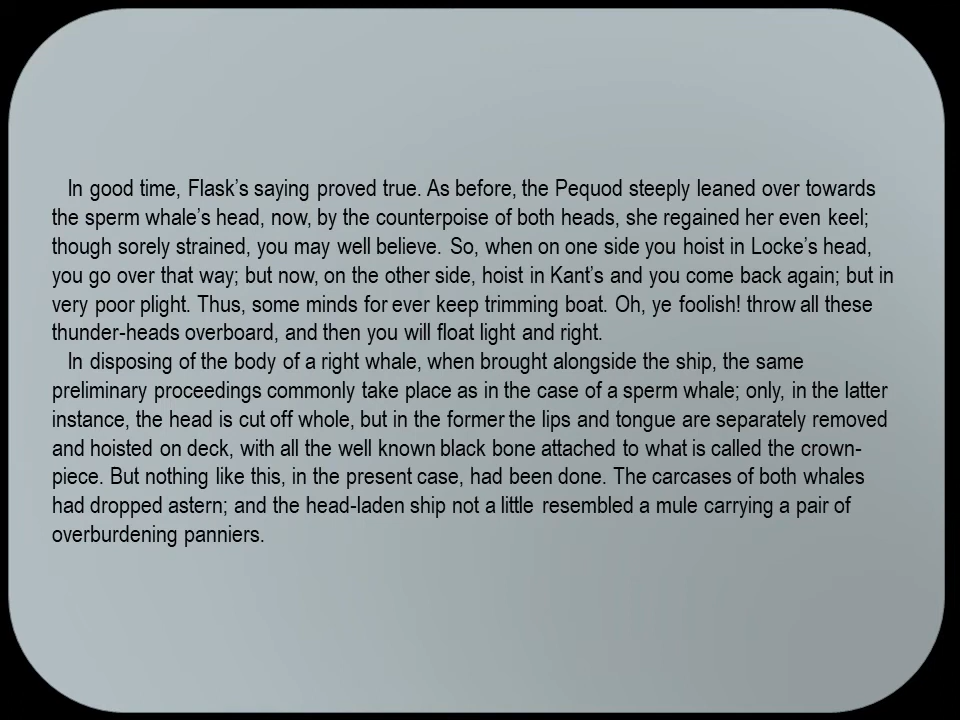 In good time, Flask’s saying proved true. As before, the Pequod steeply leaned over towards
the sperm whale’s head, now, by the counterpoise of both heads, she regained her even keel;
though sorely strained, you may well believe. So, when on one side you hoist in Locke’s head,
you go over that way; but now, on the other side, hoist in Kant’s and you come back again; but in
very poor plight. Thus, some minds for ever keep trimming boat. Oh, ye foolish! throw all these
thunder-heads overboard, and then you will float light and right.
In disposing of the body of a right whale, when brought alongside the ship, the same
preliminary proceedings commonly take place as in the case of a sperm whale; only, in the latter
instance, the head is cut off whole, but in the former the lips and tongue are separately removed
and hoisted on deck, with all the well known black bone attached to what is called the crown-
piece. But nothing like this, in the present case, had been done. The carcases of both whales
had dropped astern; and the head-laden ship not a little resembled a mule carrying a pair of
overburdening panniers.